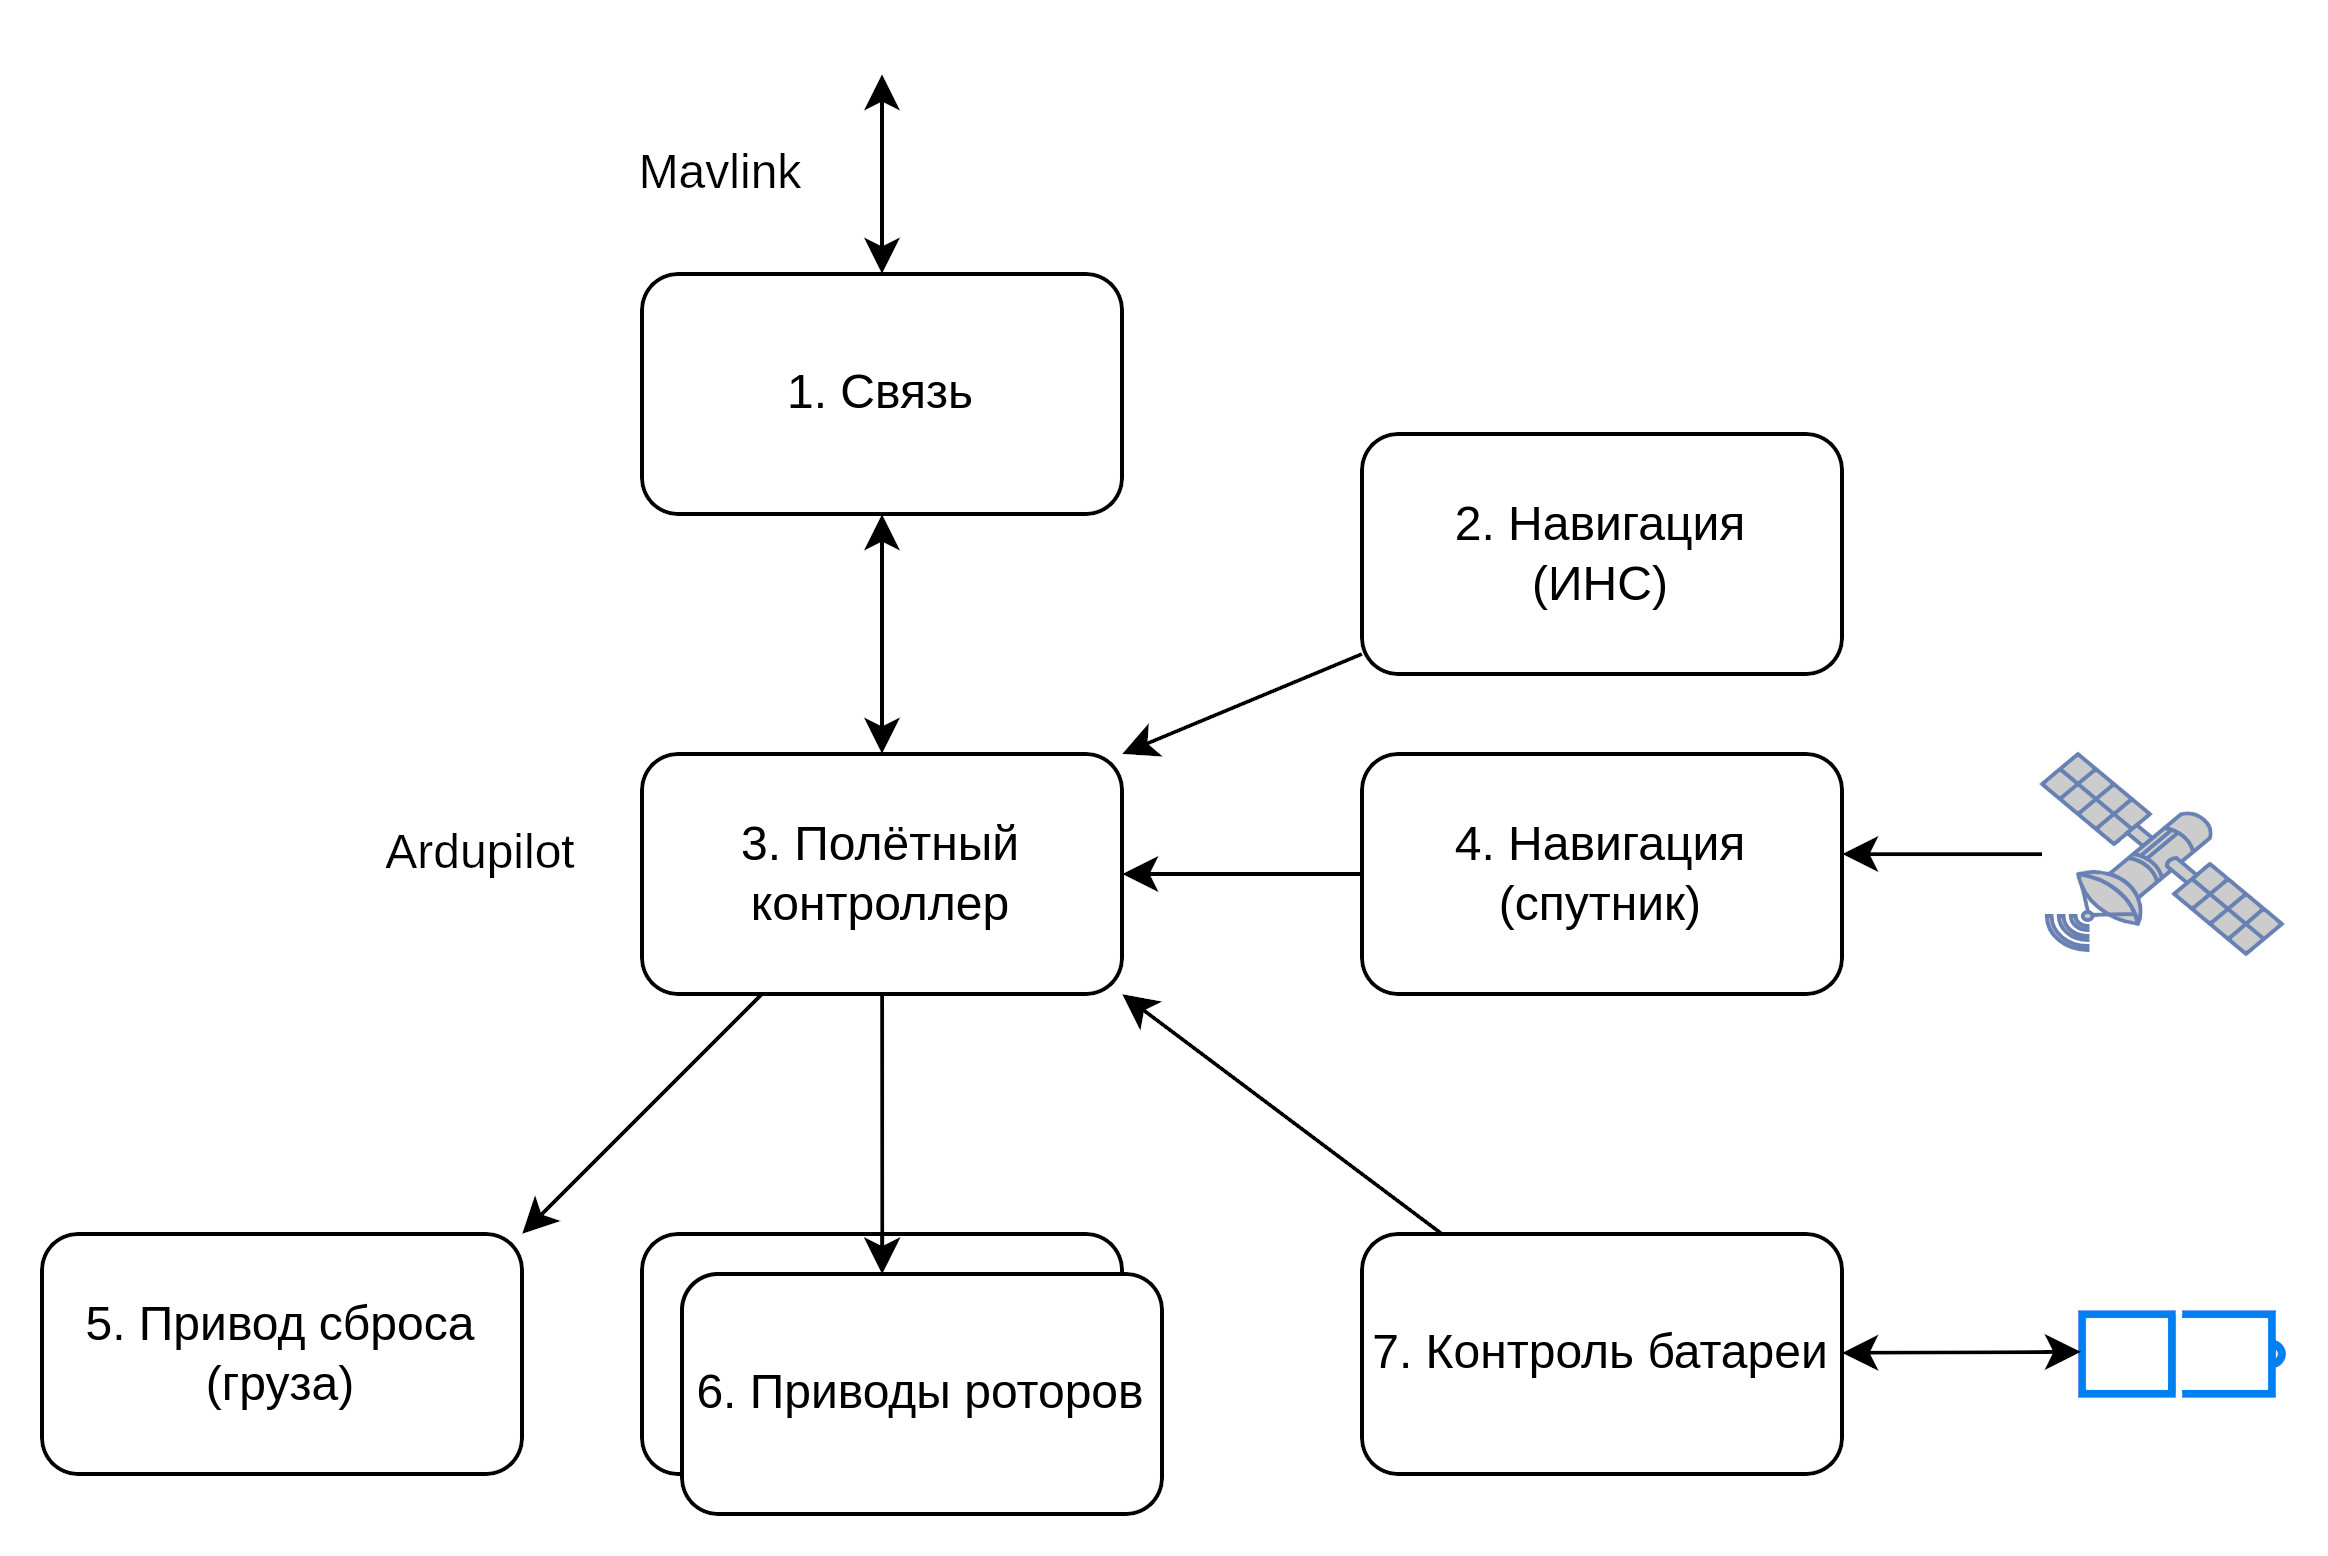 Mavlink
1. Связь
2. Навигация
(ИНС)
Ardupilot
3. Полётный
контроллер
4. Навигация
(спутник)
5. Привод сброса
(груза)
6. Приводы роторов
7. Контроль батареи